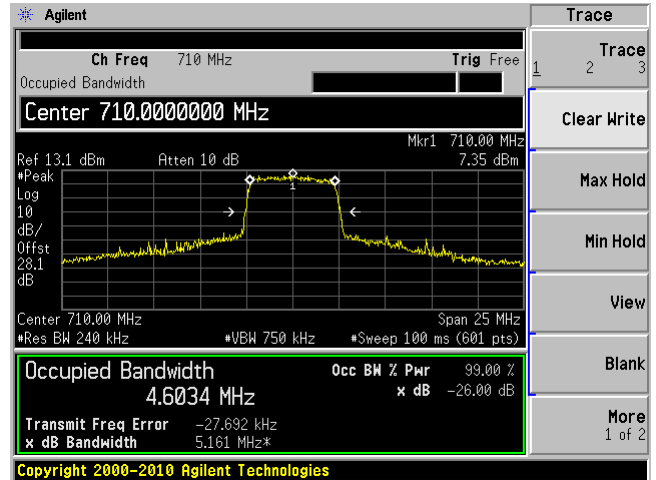 Agilent
Trace
Ch Freq 710 MHz Trig Free
Occupied Bandwidth
Center 710.0000000 MHz
Mkr1 710.00 MHz
Ref 13.1 dBm Atten 10 dB 7.35 dBm
#Peak
Log
10
dB/
Offst
28.1
dB
1
Center 710.00 MHz Span 25 MHz
#Res BW 240 kHz #VBW 750 kHz #Sweep 100 ms (601 pts)
Occupied Bandwidth Occ BW % Pwr 99.00 %
4.6034 MHz x dB -26.00 dB
Transmit Freq Error -27.692 kHz
x dB Bandwidth 5.161 MHz*
Copyright 2000-2010 Agilent Technologies
Trace
1 2 3
Clear Write
Max Hold
Min Hold
View
Blank
More
1 of 2